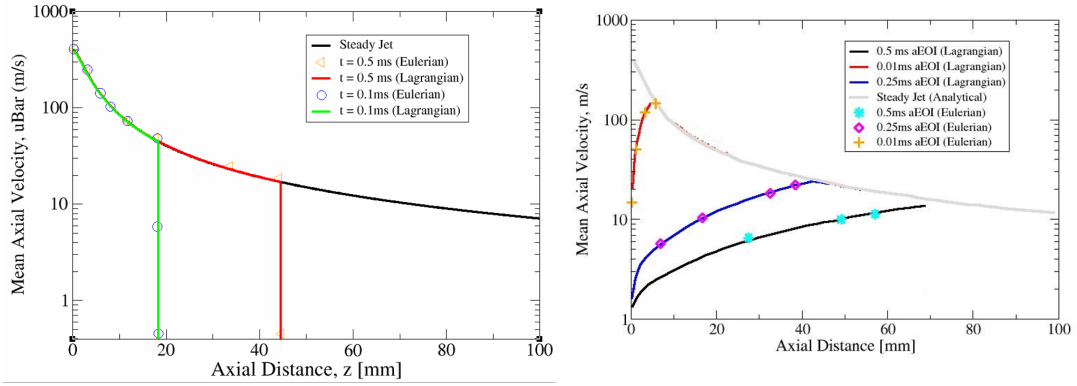 1000
100
10
1
Mean Axial Velocity, uBar (m/s)
Steady Jet
t = 0.5 ms (Eulerian)
t = 0.5 ms (Lagrangian)
t = 0.1ms (Eulerian)
t = 0.1ms (Lagrangian)
0 20 40 60 80 100
Axial Distance, z [mm]
1000
100
10
1
Mean Axial Velocity, m/s
0.5 ms aEOI (Lagrangian)
0.01ms aEOI (Lagrangian)
0.25ms aEOI (Lagrangian)
Steady Jet (Analytical)
0.5ms aEOI (Eulerian)
0.25ms aEOI (Eulerian)
0.01ms aEOI (Eulerian)
0 20 40 60 80 100
Axial Distance [mm]